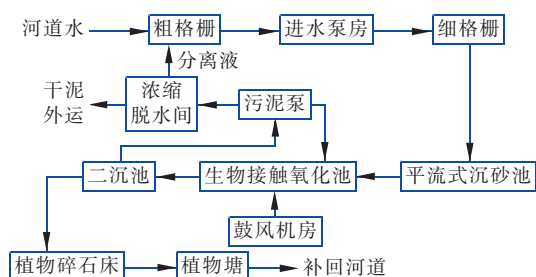 河道水
粗格栅
进水泵房
细格栅
分离液
干泥
外运
浓缩
脱水间
污泥泵
二沉池
生物接触氧化池
平流式沉砂池
鼓风机房
植物碎石床
植物塘
补回河道